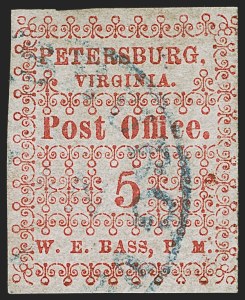 PETERSBURG,
VIRGINIA.
Post Office.
5
W. E. BASS, P. M.